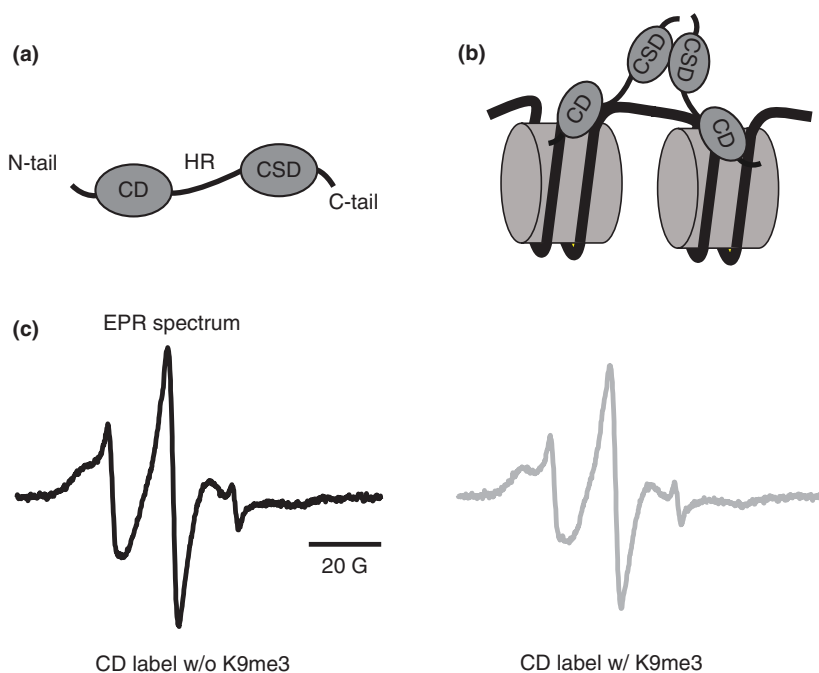 (a)
N-tail
CD
HR
CSD
C-tail
(b)
CSD
CSD
CD
CD
(c)
EPR spectrum
20 G
CD label w/o K9me3
CD label w/ K9me3